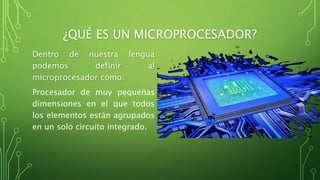 ¿QUÉ ES UN MICROPROCESADOR?
Dentro de nuestra lengua
podemos definir al
microprocesador como:
Procesador de muy pequeñas
dimensiones en el que todos
los elementos están agrupados
en un solo circuito integrado.